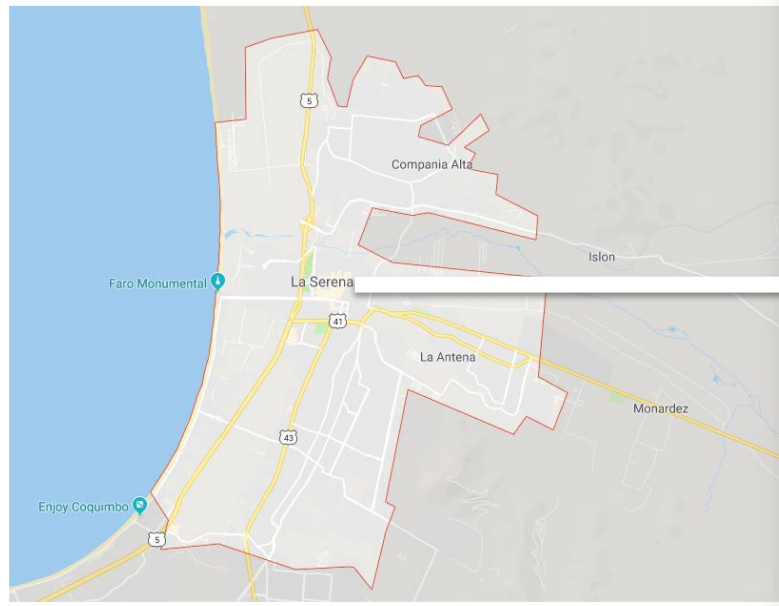 5
Compania Alta
Islon
Faro Monumental
La Serena
41
La Antena
Monardez
43
Enjoy Coquimbo
5